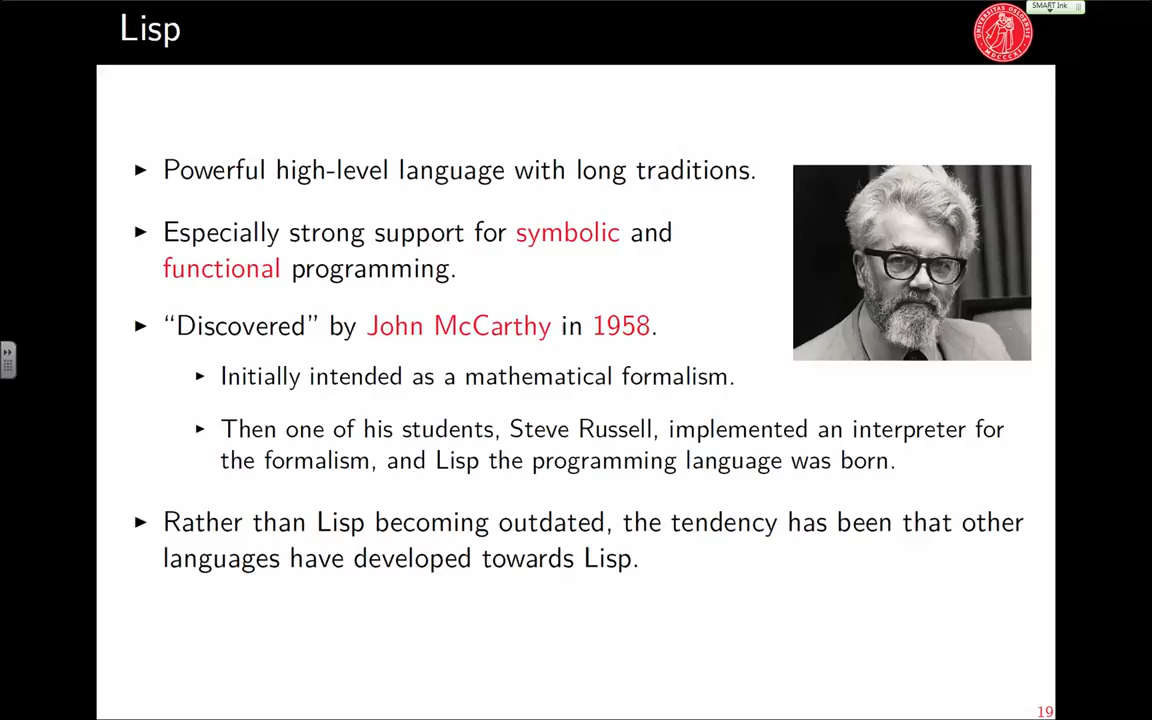 SMART Ink
Lisp
UNIVERSITAS OSLOENSIS
MDCCCXI
▶ Powerful high-level language with long traditions.
▶ Especially strong support for symbolic and
functional programming.
▶ “Discovered” by John McCarthy in 1958.
▶ Initially intended as a mathematical formalism.
▶ Then one of his students, Steve Russell, implemented an interpreter for
the formalism, and Lisp the programming language was born.
▶ Rather than Lisp becoming outdated, the tendency has been that other
languages have developed towards Lisp.
19